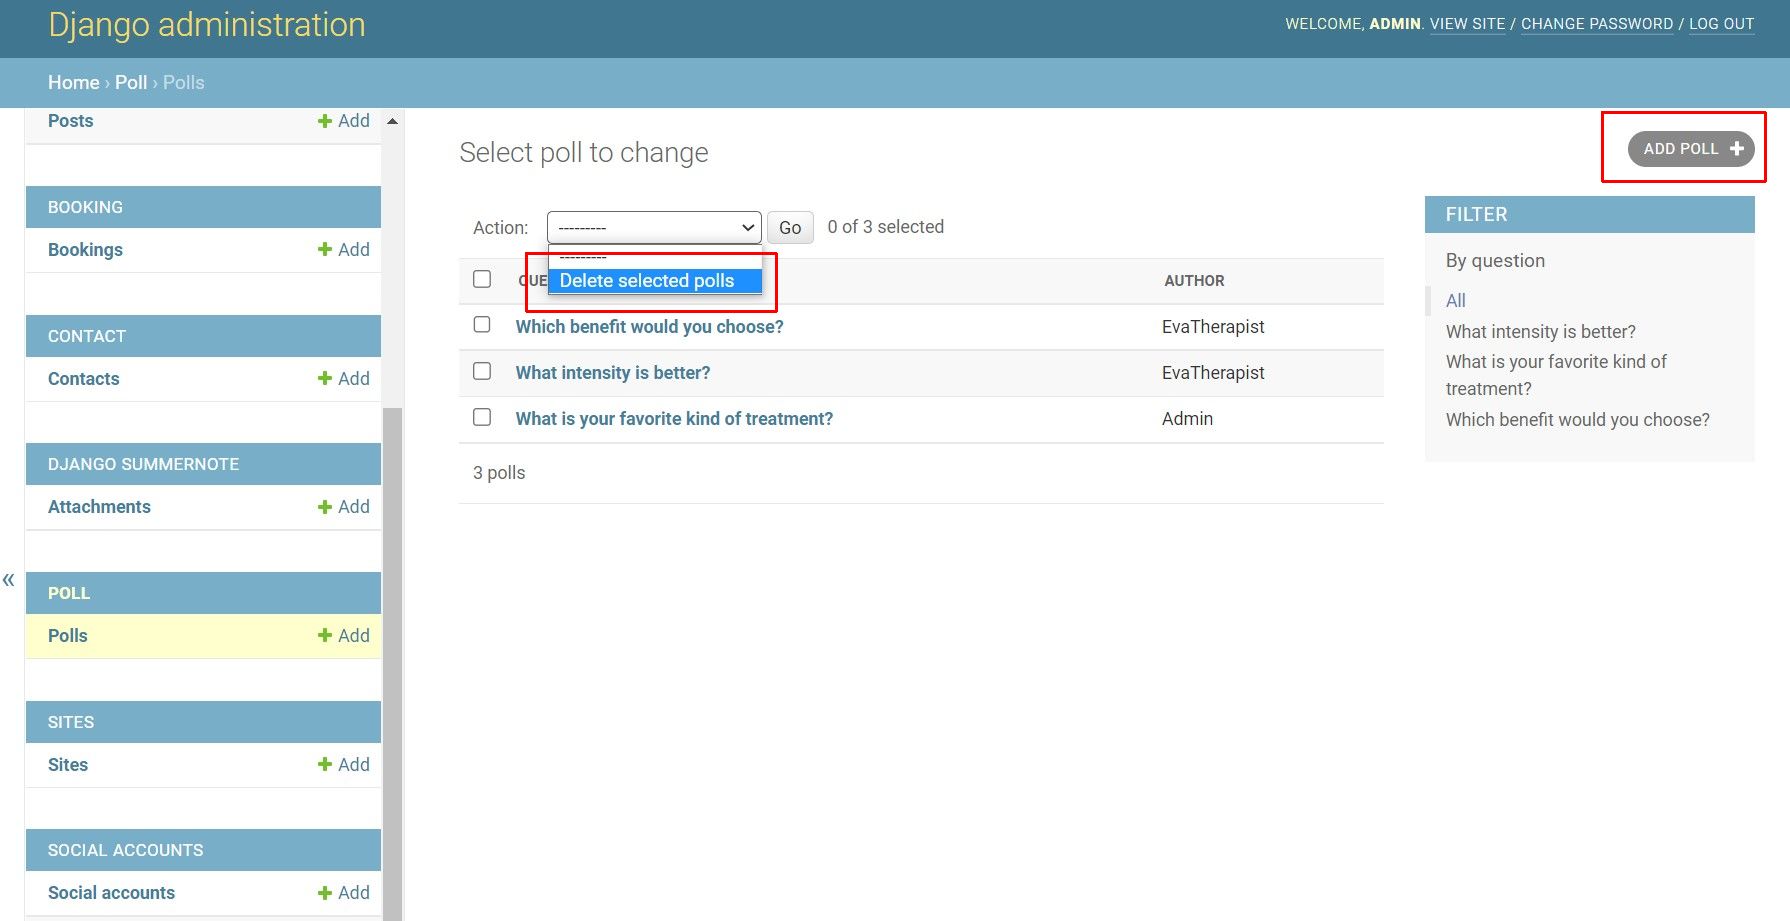 Django administration
WELCOME, ADMIN. VIEW SITE / CHANGE PASSWORD / LOG OUT
Home › Poll › Polls
Posts
Add
BOOKING
Bookings
Add
CONTACT
Contacts
Add
DJANGO SUMMERNOTE
Attachments
Add
«
POLL
Polls
Add
SITES
Sites
Add
SOCIAL ACCOUNTS
Social accounts
Add
Select poll to change
ADD POLL
Action:
---------
Go
0 of 3 selected
---------
Delete selected polls
AUTHOR
Which benefit would you choose?
EvaTherapist
What intensity is better?
EvaTherapist
What is your favorite kind of treatment?
Admin
3 polls
FILTER
By question
All
What intensity is better?
What is your favorite kind of
treatment?
Which benefit would you choose?